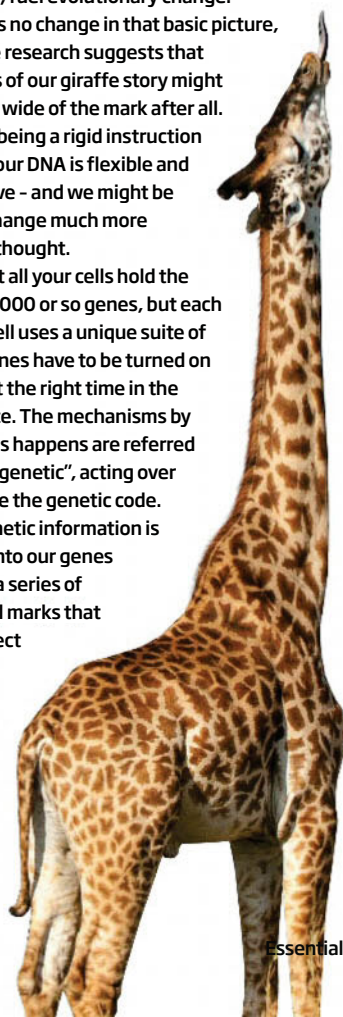 , fuel evolutionary change.
s no change in that basic picture,
e research suggests that
s of our giraffe story might
wide of the mark after all.
being a rigid instruction
our DNA is flexible and
ve – and we might be
hange much more
thought.
t all your cells hold the
000 or so genes, but each
ell uses a unique suite of
nes have to be turned on
t the right time in the
e. The mechanisms by
s happens are referred
genetic”, acting over
e the genetic code.
netic information is
nto our genes
a series of
l marks that
ect
Essential